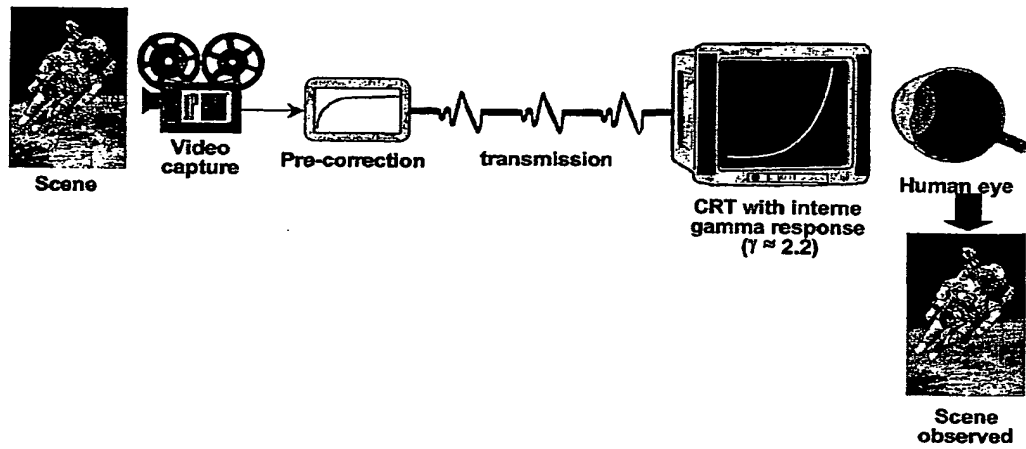 Scene
Video
capture
Pre-correction
transmission
CRT with interne
gamma response
(γ ≈ 2.2)
Human eye
Scene
observed